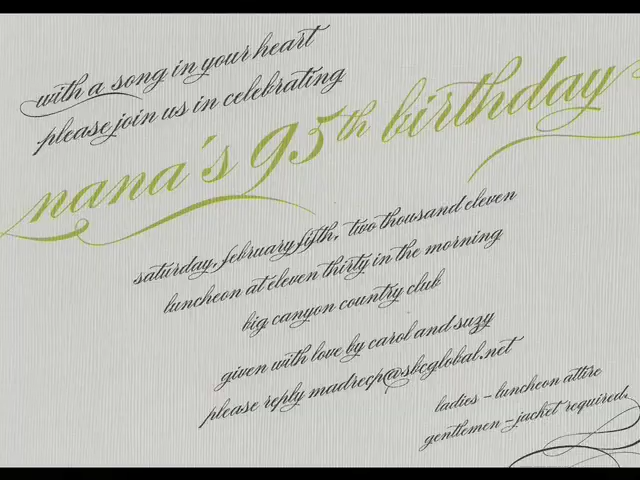 with a song in your heart
please join us in celebrating
nana's 95th birthday
saturday, february fifth, two thousand eleven
luncheon at eleven thirty in the morning
big canyon country club
given with love by carol and suzy
please reply madrecp@sbcglobal.net
ladies – luncheon attire
gentlemen – jacket required.